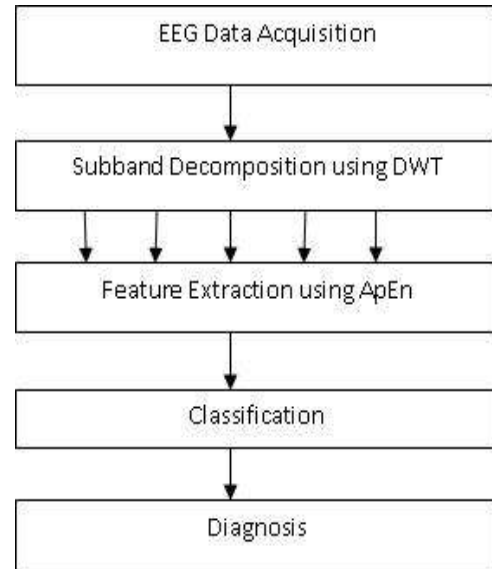 EEG Data Acquisition
Subband Decomposition using DWT
Feature Extraction using ApEn
Classification
Diagnosis